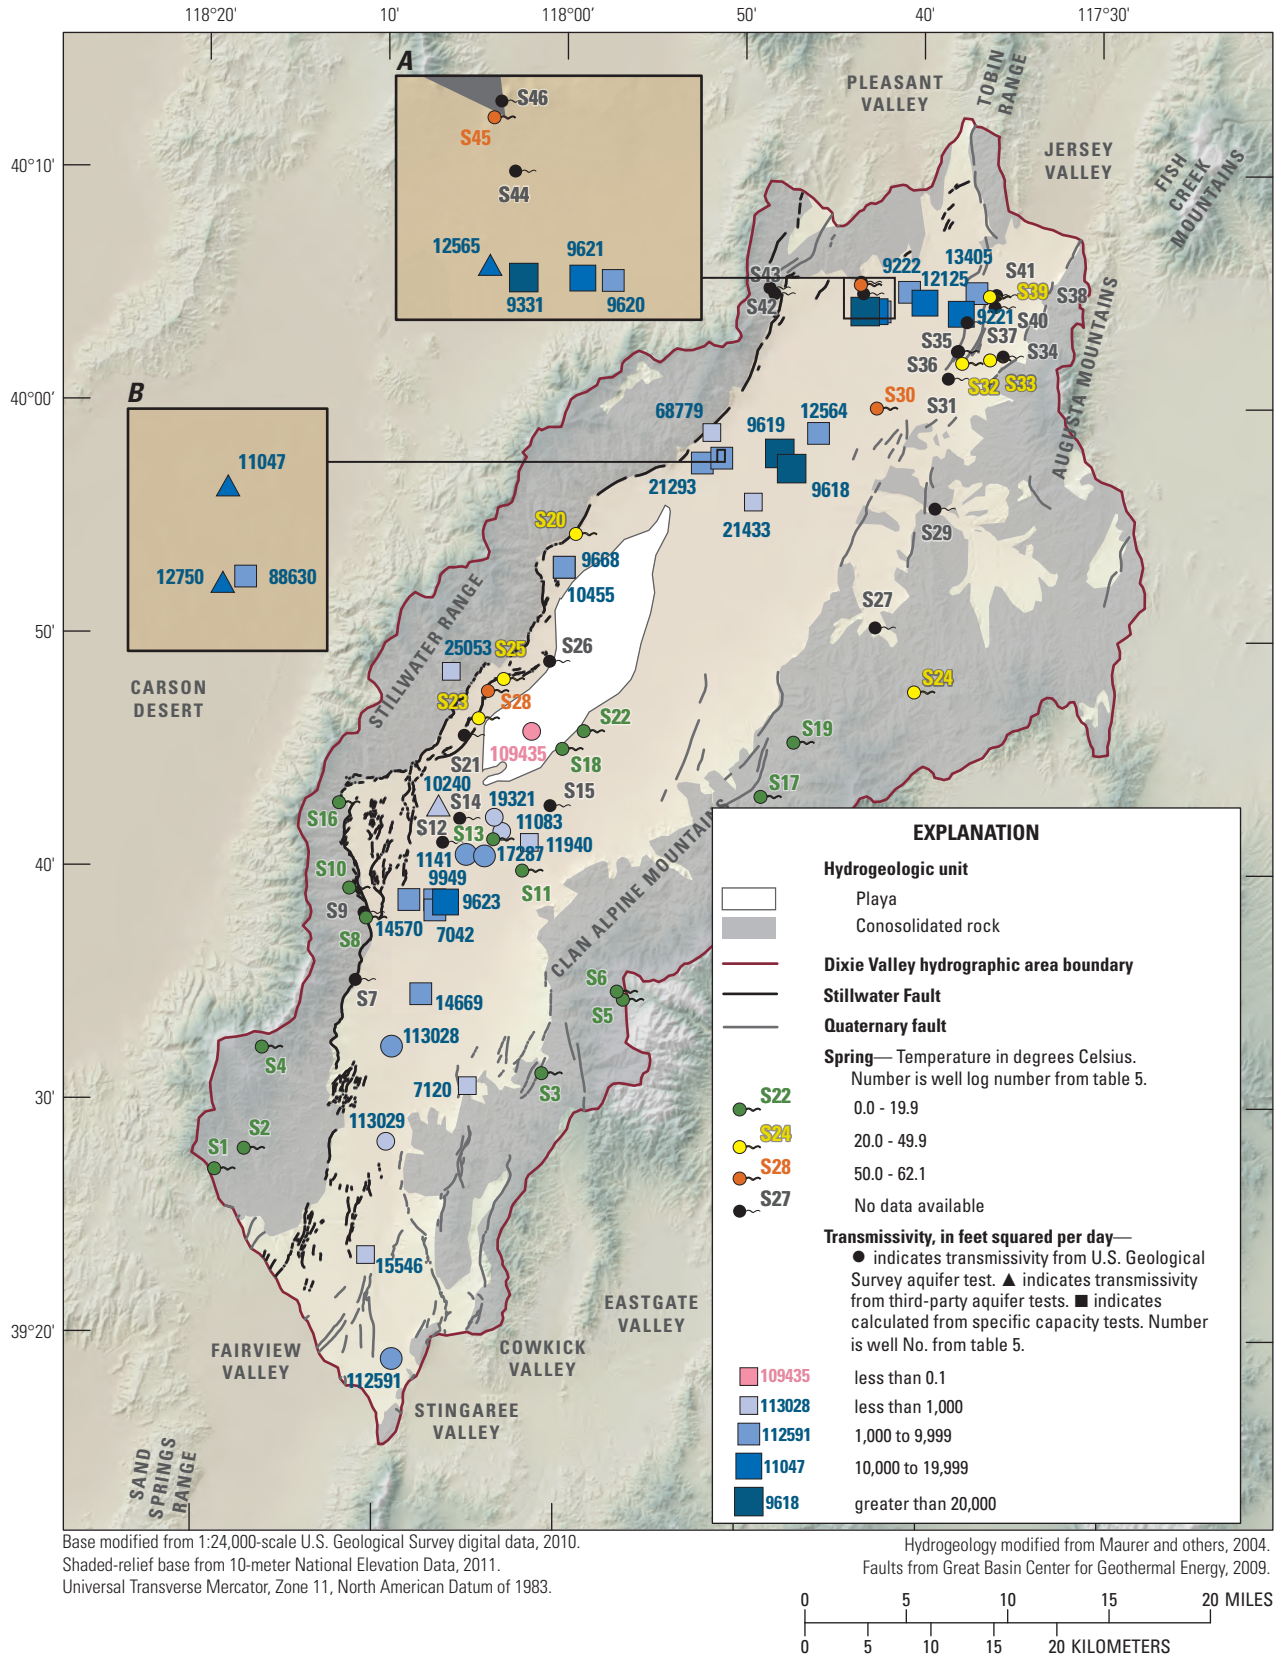 118°20'
10'
118°00'
50'
40'
117°30'
A
S46
S45
S44
12565
9621
9331
9620
PLEASANT
VALLEY
TOBIN
RANGE
JERSEY
VALLEY
FISH
CREEK
MOUNTAINS
40°10'
S43
S42
9222
12125
13405
S41
S39
S38
9221
S40
S37
S35
S34
S36
S32
S33
S31
S30
AUGUSTA MOUNTAINS
40°00'
B
11047
12750
88630
68779
9619
12564
21293
9618
21433
S20
S29
9668
10455
STILLWATER RANGE
S27
50'
25053
S25
S26
S24
S23
S28
CARSON
DESERT
S22
109435
S19
S18
S21
S17
10240
S14
S15
19321
S16
S12
S13
11083
11940
1141
17287
40'
S10
9949
S11
S9
9623
14570
S8
7042
CLAN ALPINE MOUNTAINS
S7
S6
14669
S5
113028
S4
7120
S3
30'
113029
S2
S1
15546
EASTGATE
VALLEY
39°20'
FAIRVIEW
VALLEY
COWKICK
VALLEY
112591
STINGAREE
VALLEY
SAND
SPRINGS
RANGE
EXPLANATION
Hydrogeologic unit
Playa
Conosolidated rock
Dixie Valley hydrographic area boundary
Stillwater Fault
Quaternary fault
Spring— Temperature in degrees Celsius.
Number is well log number from table 5.
S22 0.0 - 19.9
S24 20.0 - 49.9
S28 50.0 - 62.1
S27 No data available
Transmissivity, in feet squared per day—
● indicates transmissivity from U.S. Geological
Survey aquifer test. ▲ indicates transmissivity
from third-party aquifer tests. ■ indicates
calculated from specific capacity tests. Number
is well No. from table 5.
109435 less than 0.1
113028 less than 1,000
112591 1,000 to 9,999
11047 10,000 to 19,999
9618 greater than 20,000
Base modified from 1:24,000-scale U.S. Geological Survey digital data, 2010.
Shaded-relief base from 10-meter National Elevation Data, 2011.
Universal Transverse Mercator, Zone 11, North American Datum of 1983.
Hydrogeology modified from Maurer and others, 2004.
Faults from Great Basin Center for Geothermal Energy, 2009.
0 5 10 15 20 MILES
0 5 10 15 20 KILOMETERS